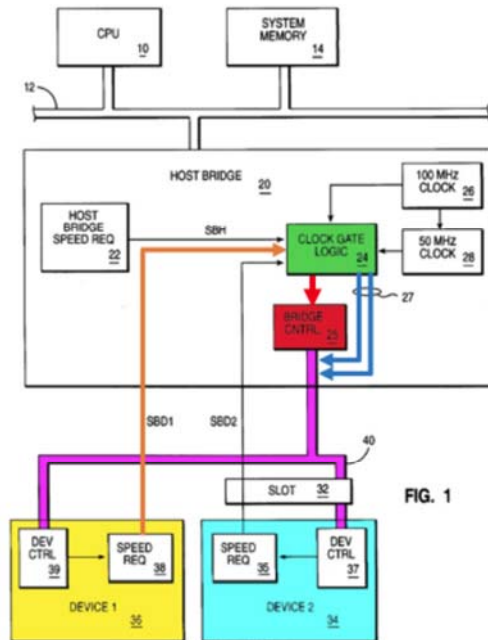 CPU
10
SYSTEM
MEMORY
14
12
HOST BRIDGE
20
100 MHz
CLOCK
26
HOST
BRIDGE
SPEED REQ
22
SBH
CLOCK GATE
LOGIC
24
50 MHz
CLOCK
28
27
BRIDGE
CNTRL
25
SBD1
SBD2
40
SLOT
32
FIG. 1
DEV
CTRL
39
SPEED
REQ
38
DEVICE 1
36
SPEED
REQ
35
DEV
CTRL
37
DEVICE 2
34